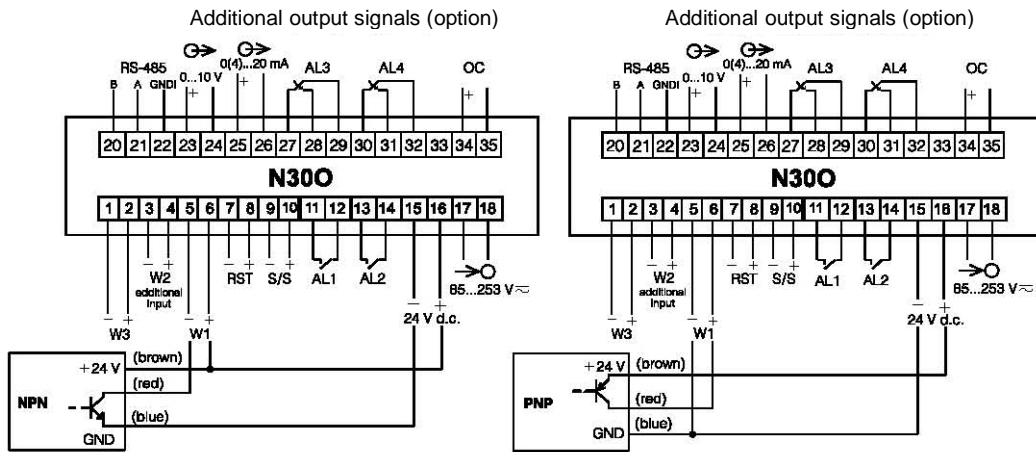 Additional output signals (option)
RS-485
B A GNDI
0...10 V
+
0(4)...20 mA
+
AL3
AL4
OC
+
20 21 22 23 24 25 26 27 28 29 30 31 32 33 34 35
N30O
1 2 3 4 5 6 7 8 9 10 11 12 13 14 15 16 17 18
− + − + − + − + − +
W3
W2
additional
input
W1
RST
S/S
AL1
AL2
− +
24 V d.c.
85...253 V
+24 V
(brown)
(red)
NPN
(blue)
GND
Additional output signals (option)
RS-485
B A GNDI
0...10 V
+
0(4)...20 mA
+
AL3
AL4
OC
+
20 21 22 23 24 25 26 27 28 29 30 31 32 33 34 35
N30O
1 2 3 4 5 6 7 8 9 10 11 12 13 14 15 16 17 18
− + − + − + − + − +
W3
W2
additional
input
W1
RST
S/S
AL1
AL2
− +
24 V d.c.
85...253 V
+24 V
(brown)
PNP
(red)
GND
(blue)